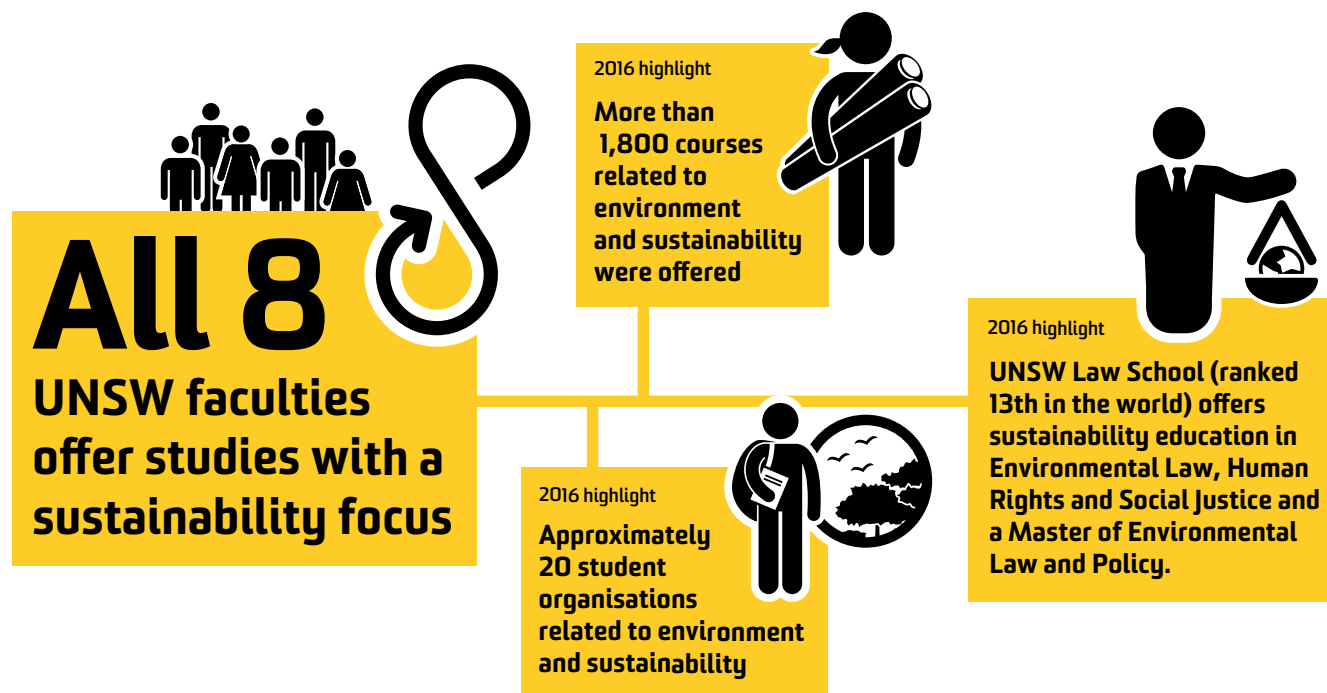 All 8
UNSW faculties
offer studies with a
sustainability focus
2016 highlight
More than
1,800 courses
related to
environment
and sustainability
were offered
2016 highlight
Approximately
20 student
organisations
related to environment
and sustainability
2016 highlight
UNSW Law School (ranked
13th in the world) offers
sustainability education in
Environmental Law, Human
Rights and Social Justice and
a Master of Environmental
Law and Policy.